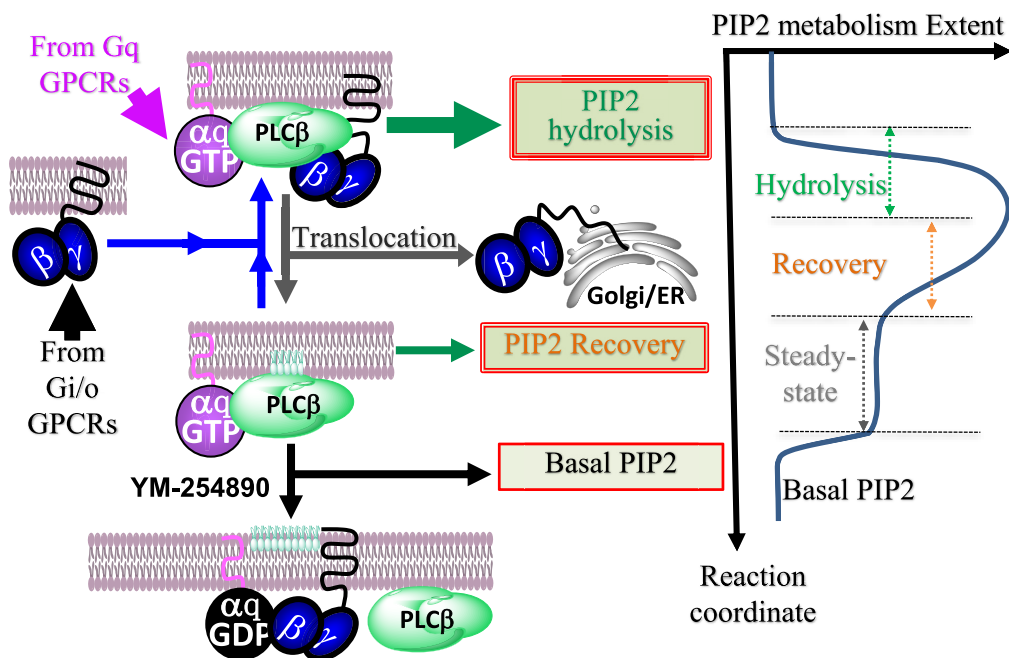 From Gq
GPCRs
αq
GTP
PLCβ
β
γ
PIP2
hydrolysis
β
γ
Translocation
β
γ
Golgi/ER
From
Gi/o
GPCRs
αq
GTP
PLCβ
PIP2 Recovery
YM-254890
Basal PIP2
αq
GDP
β
γ
PLCβ
PIP2 metabolism Extent
Hydrolysis
Recovery
Steady-
state
Basal PIP2
Reaction
coordinate